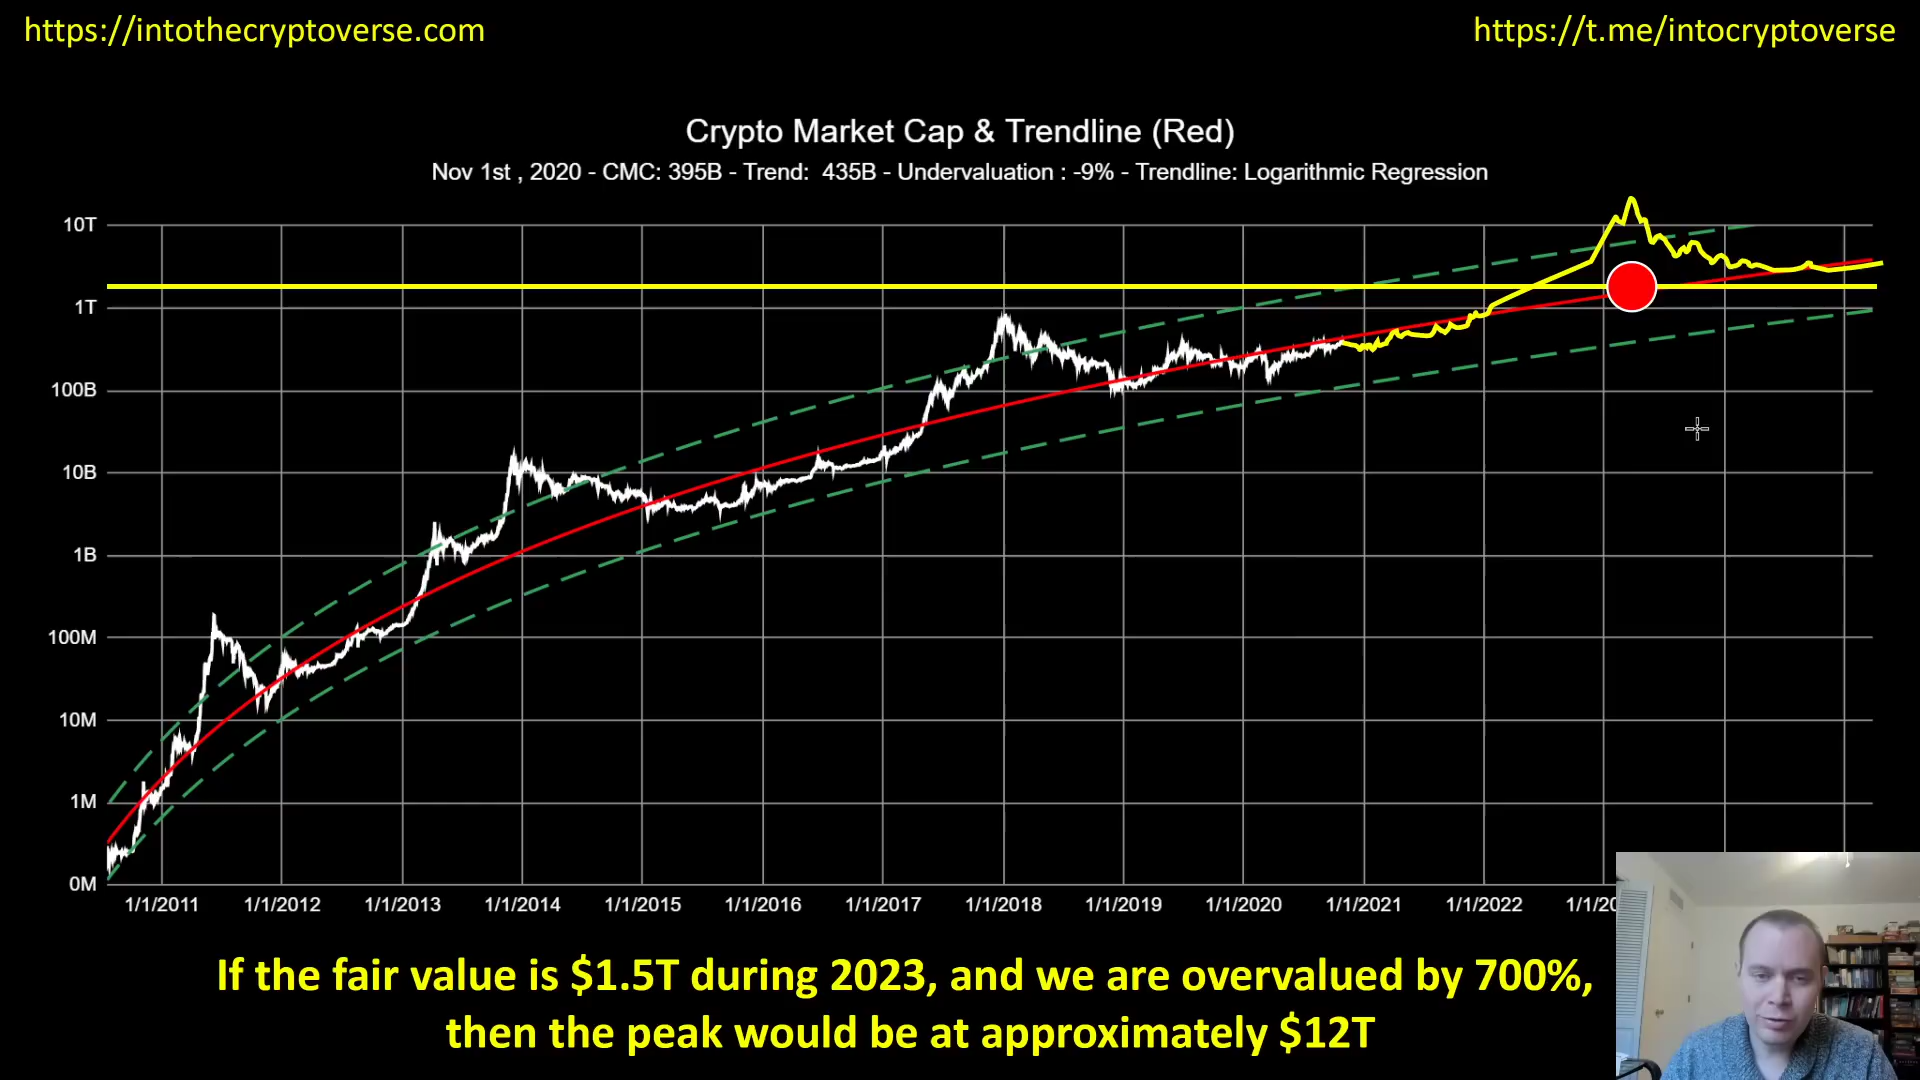 https://intothecryptoverse.com
https://t.me/intocryptoverse
Crypto Market Cap & Trendline (Red)
Nov 1st , 2020 - CMC: 395B - Trend:  435B - Undervaluation : -9% - Trendline: Logarithmic Regression
10T
1T
100B
10B
1B
100M
10M
1M
0M
1/1/2011 1/1/2012 1/1/2013 1/1/2014 1/1/2015 1/1/2016 1/1/2017 1/1/2018 1/1/2019 1/1/2020 1/1/2021 1/1/2022 1/1/20
If the fair value is $1.5T during 2023, and we are overvalued by 700%,
then the peak would be at approximately $12T